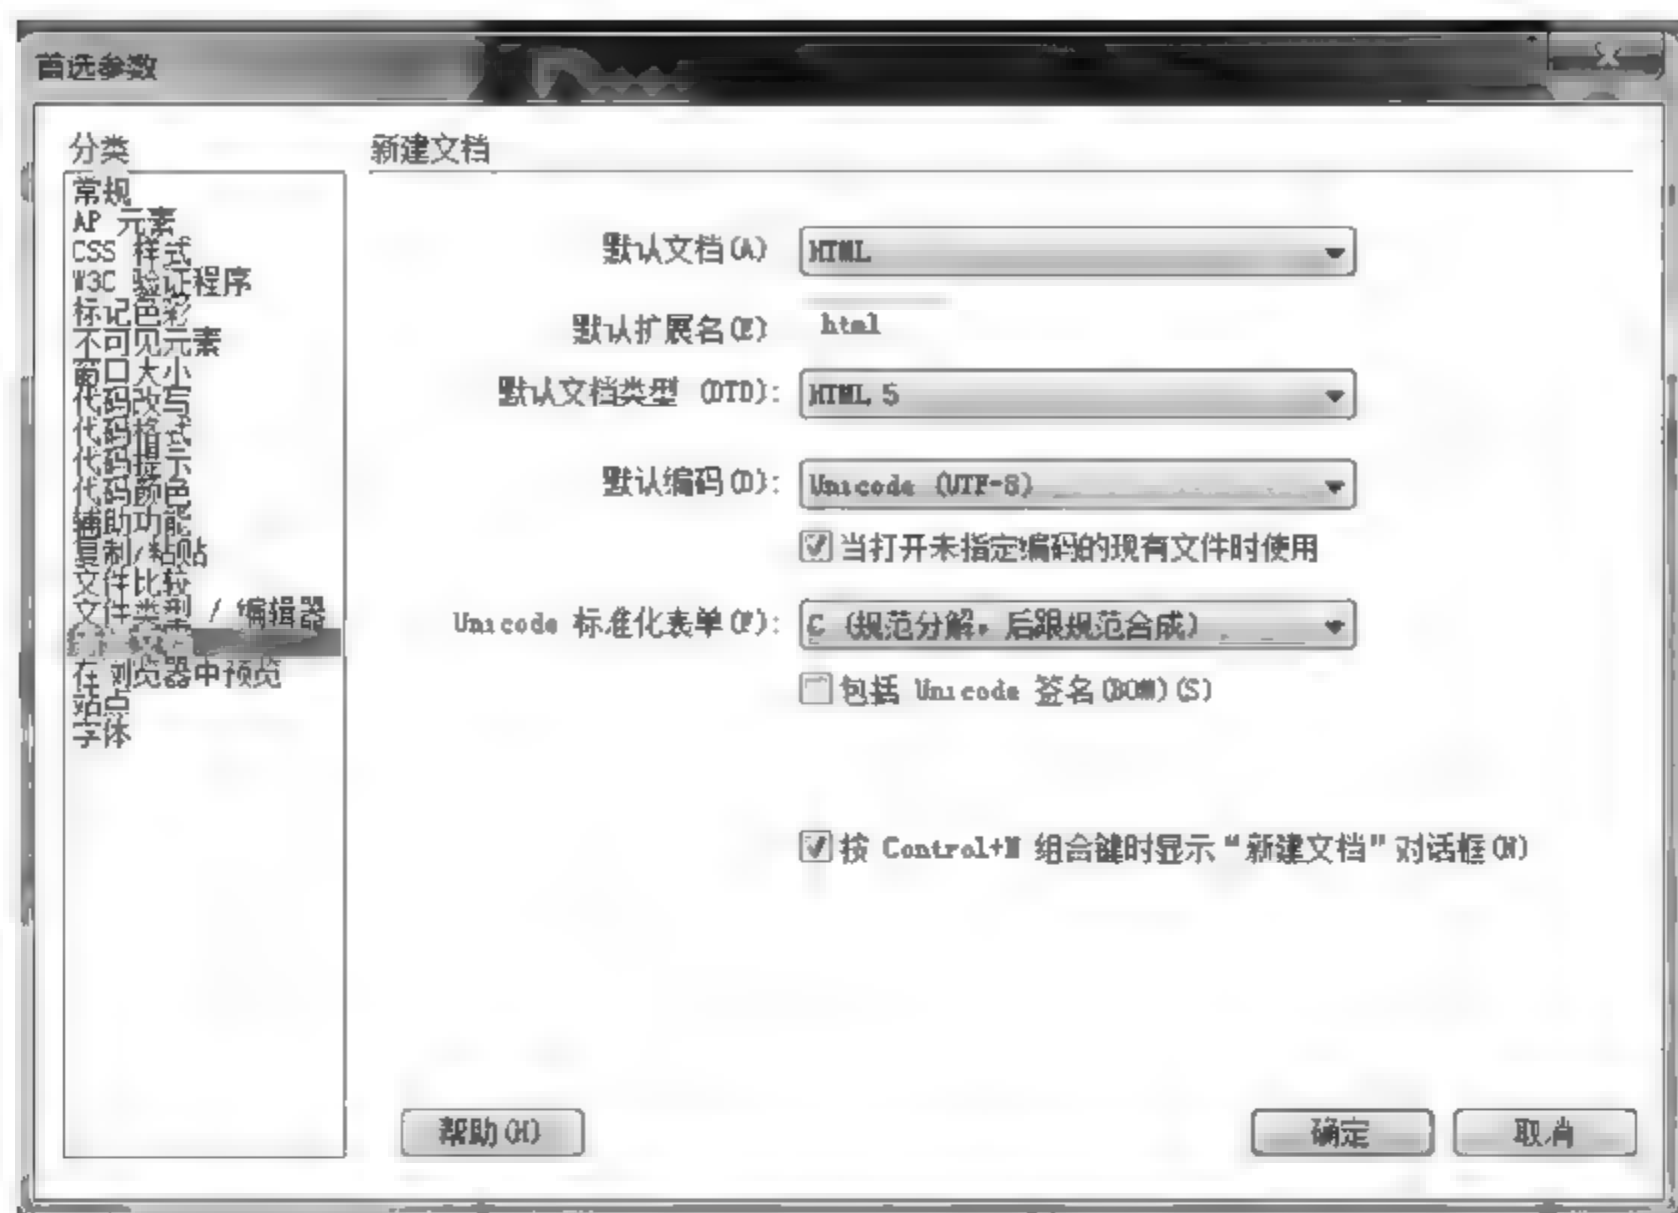 首选参数
分类
常规
AP 元素
CSS 样式
W3C 验证程序
标记色彩
不可见元素
窗口大小
代码改写
代码格式
代码提示
代码颜色
辅助功能
复制/粘贴
文件比较
文件类型 / 编辑器
在浏览器中预览
站点
字体
新建文档
默认文档(A) HTML
默认扩展名(E) html
默认文档类型 (DTD): HTML 5
默认编码(D): Unicode (UTF-8)
当打开未指定编码的现有文件时使用
Unicode 标准化表单(F): C (规范分解,后跟规范合成)
包括 Unicode 签名(BOM)(S)
按 Control+N 组合键时显示“新建文档”对话框(N)
帮助(H) 确定 取消